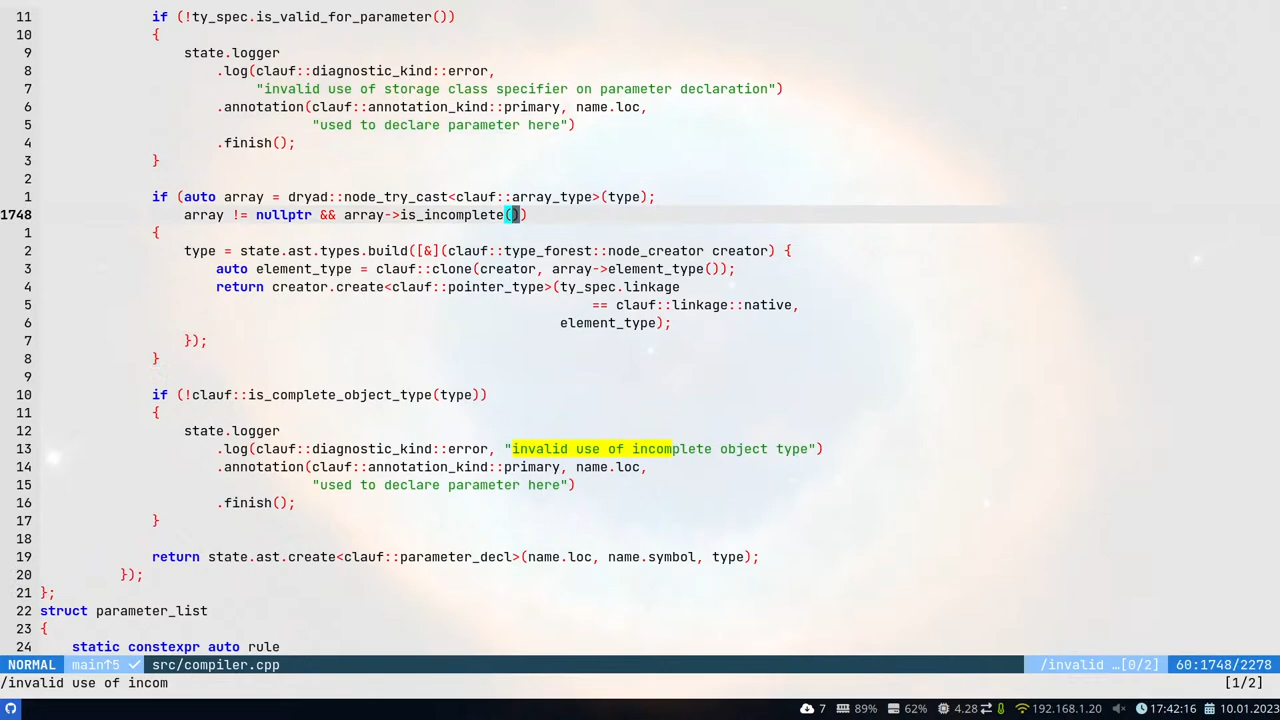 11 if (!ty_spec.is_valid_for_parameter())
10 {
9 state.logger
8 .log(clauf::diagnostic_kind::error,
7 "invalid use of storage class specifier on parameter declaration")
6 .annotation(clauf::annotation_kind::primary, name.loc,
5 "used to declare parameter here")
4 .finish();
3 }
2
1 if (auto array = dryad::node_try_cast<clauf::array_type>(type);
1748 array != nullptr && array->is_incomplete())
1 {
2 type = state.ast.types.build([&](clauf::type_forest::node_creator creator) {
3 auto element_type = clauf::clone(creator, array->element_type());
4 return creator.create<clauf::pointer_type>(ty_spec.linkage
5 == clauf::linkage::native,
6 element_type);
7 });
8 }
9
10 if (!clauf::is_complete_object_type(type))
11 {
12 state.logger
13 .log(clauf::diagnostic_kind::error, "invalid use of incomplete object type")
14 .annotation(clauf::annotation_kind::primary, name.loc,
15 "used to declare parameter here")
16 .finish();
17 }
18
19 return state.ast.create<clauf::parameter_decl>(name.loc, name.symbol, type);
20 });
21 };
22 struct parameter_list
23 {
24 static constexpr auto rule
NORMAL main↑5 ✓ src/compiler.cpp /invalid …[0/2] 60:1748/2278
/invalid use of incom [1/2]
7 89% 62% 4.28 192.168.1.20 17:42:16 10.01.2023